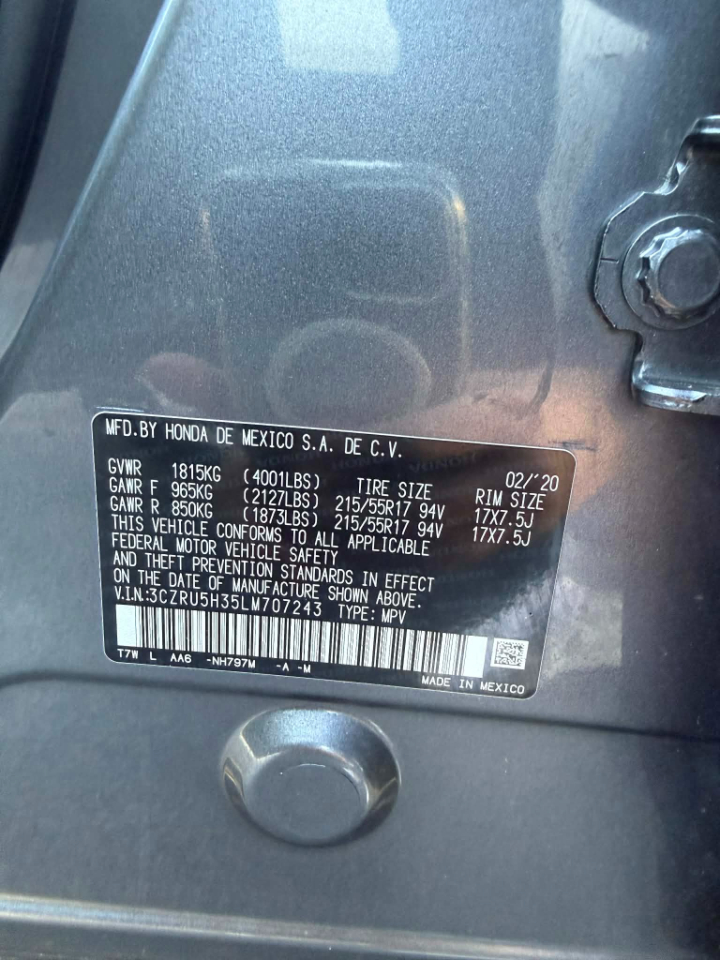 MFD.BY HONDA DE MEXICO S.A. DE C.V.
02/'20
GVWR 1815KG (4001LBS) TIRE SIZE RIM SIZE
GAWR F 965KG (2127LBS) 215/55R17 94V 17X7.5J
GAWR R 850KG (1873LBS) 215/55R17 94V 17X7.5J
THIS VEHICLE CONFORMS TO ALL APPLICABLE
FEDERAL MOTOR VEHICLE SAFETY
AND THEFT PREVENTION STANDARDS IN EFFECT
ON THE DATE OF MANUFACTURE SHOWN ABOVE.
V.I.N.:3CZRU5H35LM707243 TYPE: MPV
T7W L AA6 -NH797M -A -M
MADE IN MEXICO